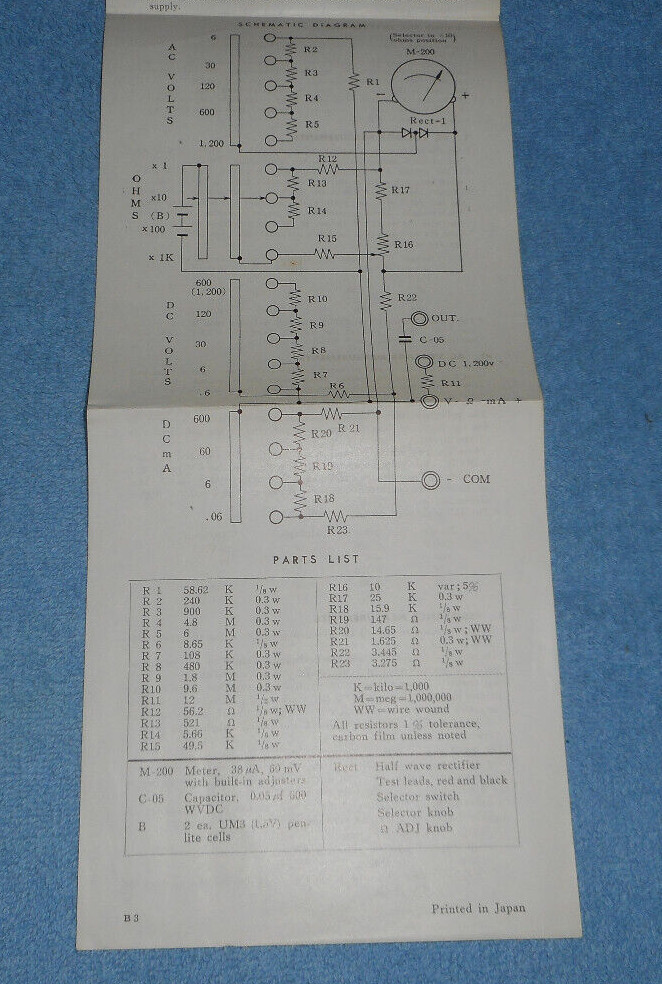 supply.
SCHEMATIC DIAGRAM
(Selector in x10
ohms position)
M-200
AC VOLTS
6
30
120
600
1,200
R2
R3
R4
R5
R1
−
+
Rect-1
OHMS
x 1
x10
(B)
x 100
x 1K
R12
R13
R14
R15
R17
R16
DC VOLTS
600
(1,200)
120
30
6
.6
R10
R9
R8
R7
R6
R22
OUT.
C-05
DC 1,200v
R11
V- Ω -mA +
DC mA
600
60
6
.06
R20
R21
R19
R18
R23
- COM
PARTS LIST
R 1 58.62 K 1/8 w
R 2 240 K 0.3 w
R 3 900 K 0.3 w
R 4 4.8 M 0.3 w
R 5 6 M 0.3 w
R 6 8.65 K 1/8 w
R 7 108 K 0.3 w
R 8 480 K 0.3 w
R 9 1.8 M 0.3 w
R10 9.6 M 0.3 w
R11 12 M 1/2 w
R12 56.2 Ω 1/8 w; WW
R13 521 Ω 1/8 w
R14 5.66 K 1/8 w
R15 49.5 K 1/8 w
R16 10 K var; 5%
R17 25 K 0.3 w
R18 15.9 K 1/8 w
R19 147 Ω 1/8 w
R20 14.65 Ω 1/8 w; WW
R21 1.625 Ω 0.3 w; WW
R22 3.445 Ω 1/8 w
R23 3.275 Ω 1/8 w
K=kilo=1,000
M=meg=1,000,000
WW=wire wound
All resistors 1% tolerance,
carbon film unless noted
M-200 Meter, 38 μA, 60 mV
with built-in adjusters
C-05 Capacitor, 0.05 μf 600
WVDC
B 2 ea. UM3 (1.5V) pen-
lite cells
Rect Half wave rectifier
Test leads, red and black
Selector switch
Selector knob
Ω ADJ knob
B 3
Printed in Japan